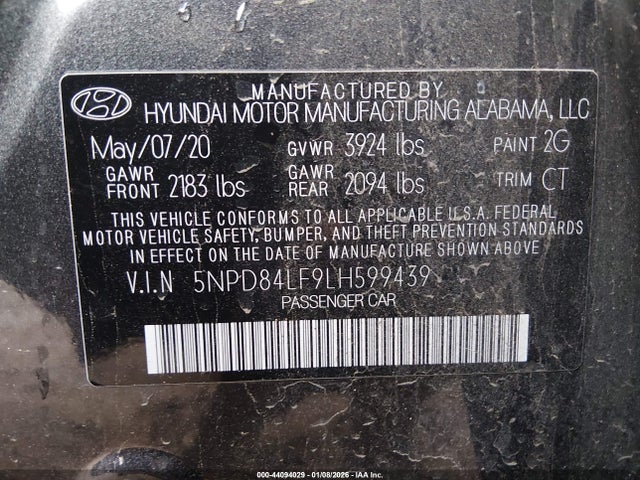 MANUFACTURED BY
HYUNDAI MOTOR MANUFACTURING ALABAMA, LLC
May/07/20 GVWR 3924 lbs PAINT 2G
GAWR FRONT 2183 lbs GAWR REAR 2094 lbs TRIM CT
THIS VEHICLE CONFORMS TO ALL APPLICABLE U.S.A. FEDERAL
MOTOR VEHICLE SAFETY, BUMPER, AND THEFT PREVENTION STANDARDS
IN EFFECT ON THE DATE OF MANUFACTURE SHOWN ABOVE.
V.I.N 5NPD84LF9LH599439
PASSENGER CAR
000-44094029 - 01/08/2026 - IAA Inc.